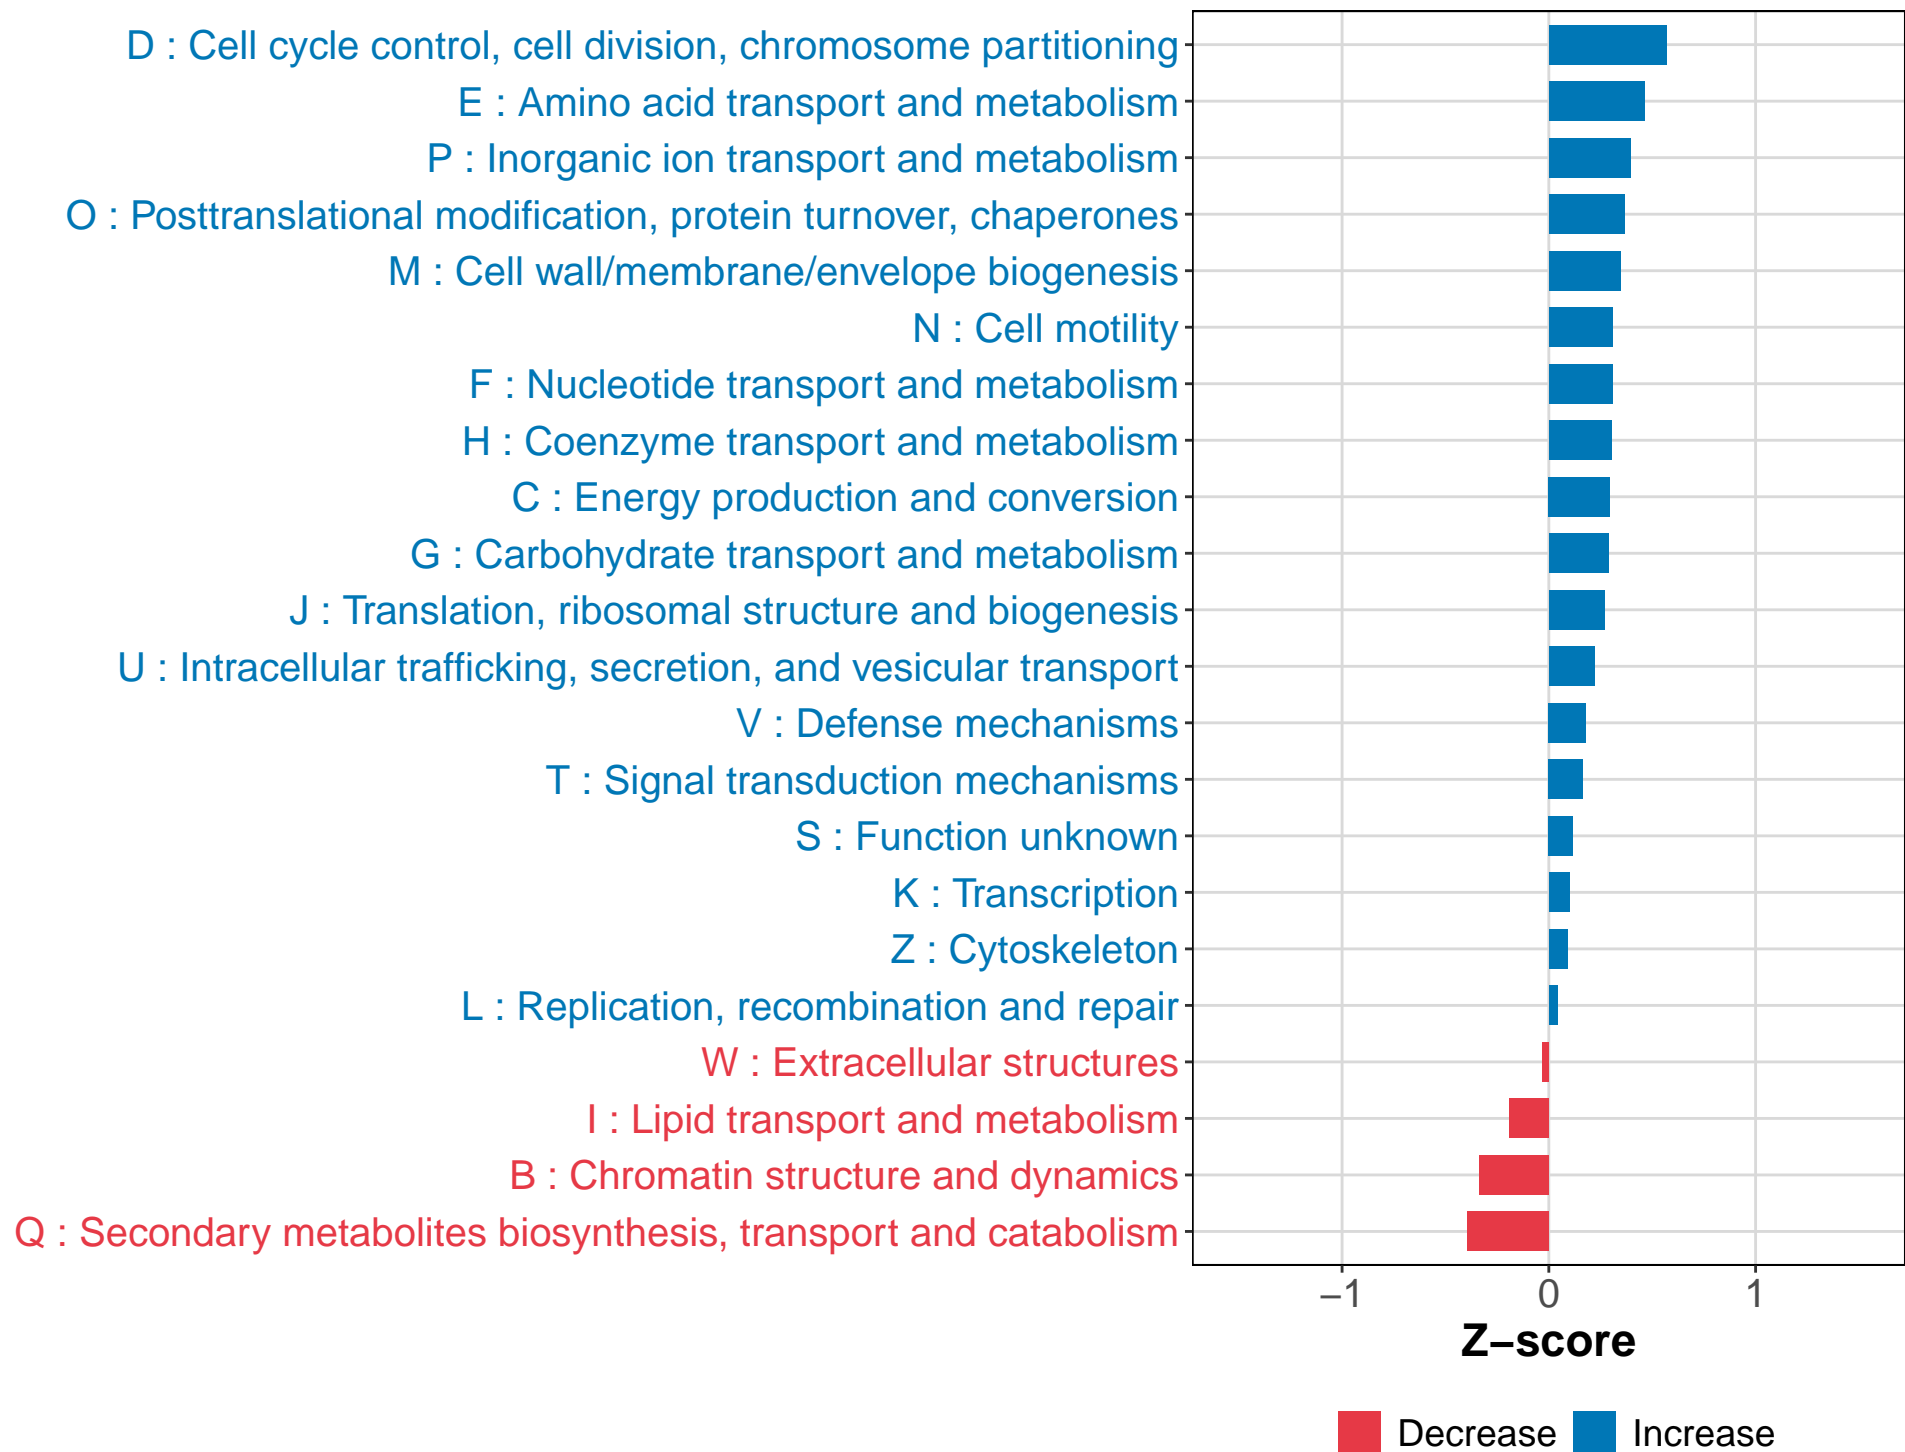 D : Cell cycle control, cell division, chromosome partitioning
E : Amino acid transport and metabolism
P : Inorganic ion transport and metabolism
O : Posttranslational modification, protein turnover, chaperones
M : Cell wall/membrane/envelope biogenesis
N : Cell motility
F : Nucleotide transport and metabolism
H : Coenzyme transport and metabolism
C : Energy production and conversion
G : Carbohydrate transport and metabolism
J : Translation, ribosomal structure and biogenesis
U : Intracellular trafficking, secretion, and vesicular transport
V : Defense mechanisms
T : Signal transduction mechanisms
S : Function unknown
K : Transcription
Z : Cytoskeleton
L : Replication, recombination and repair
W : Extracellular structures
I : Lipid transport and metabolism
B : Chromatin structure and dynamics
Q : Secondary metabolites biosynthesis, transport and catabolism
−1 0 1
Z−score
Decrease Increase